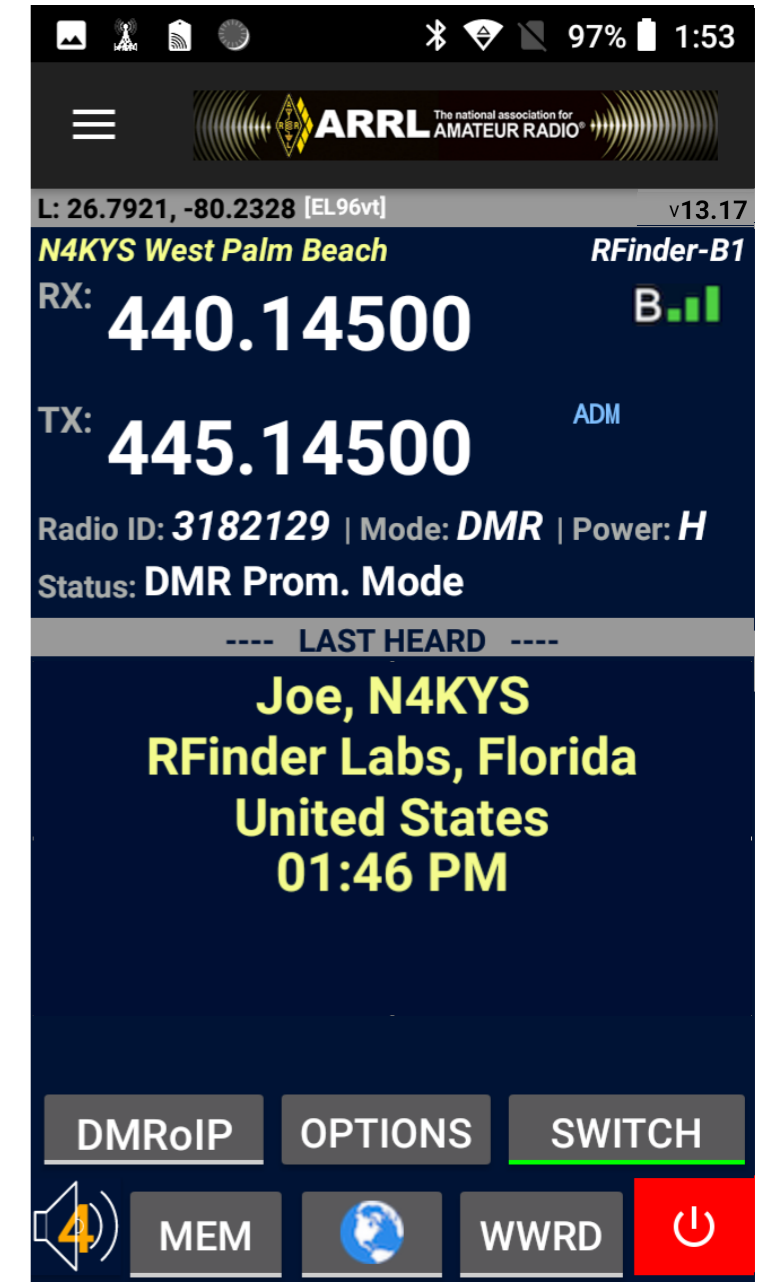 97% 1:53
ARRL The national association for
AMATEUR RADIO®
L: 26.7921, -80.2328 [EL96vt] v13.17
N4KYS West Palm Beach RFinder-B1
RX: 440.14500 B
TX: 445.14500 ADM
Radio ID: 3182129 | Mode: DMR | Power: H
Status: DMR Prom. Mode
---- LAST HEARD ----
Joe, N4KYS
RFinder Labs, Florida
United States
01:46 PM
DMRoIP OPTIONS SWITCH
4 MEM WWRD